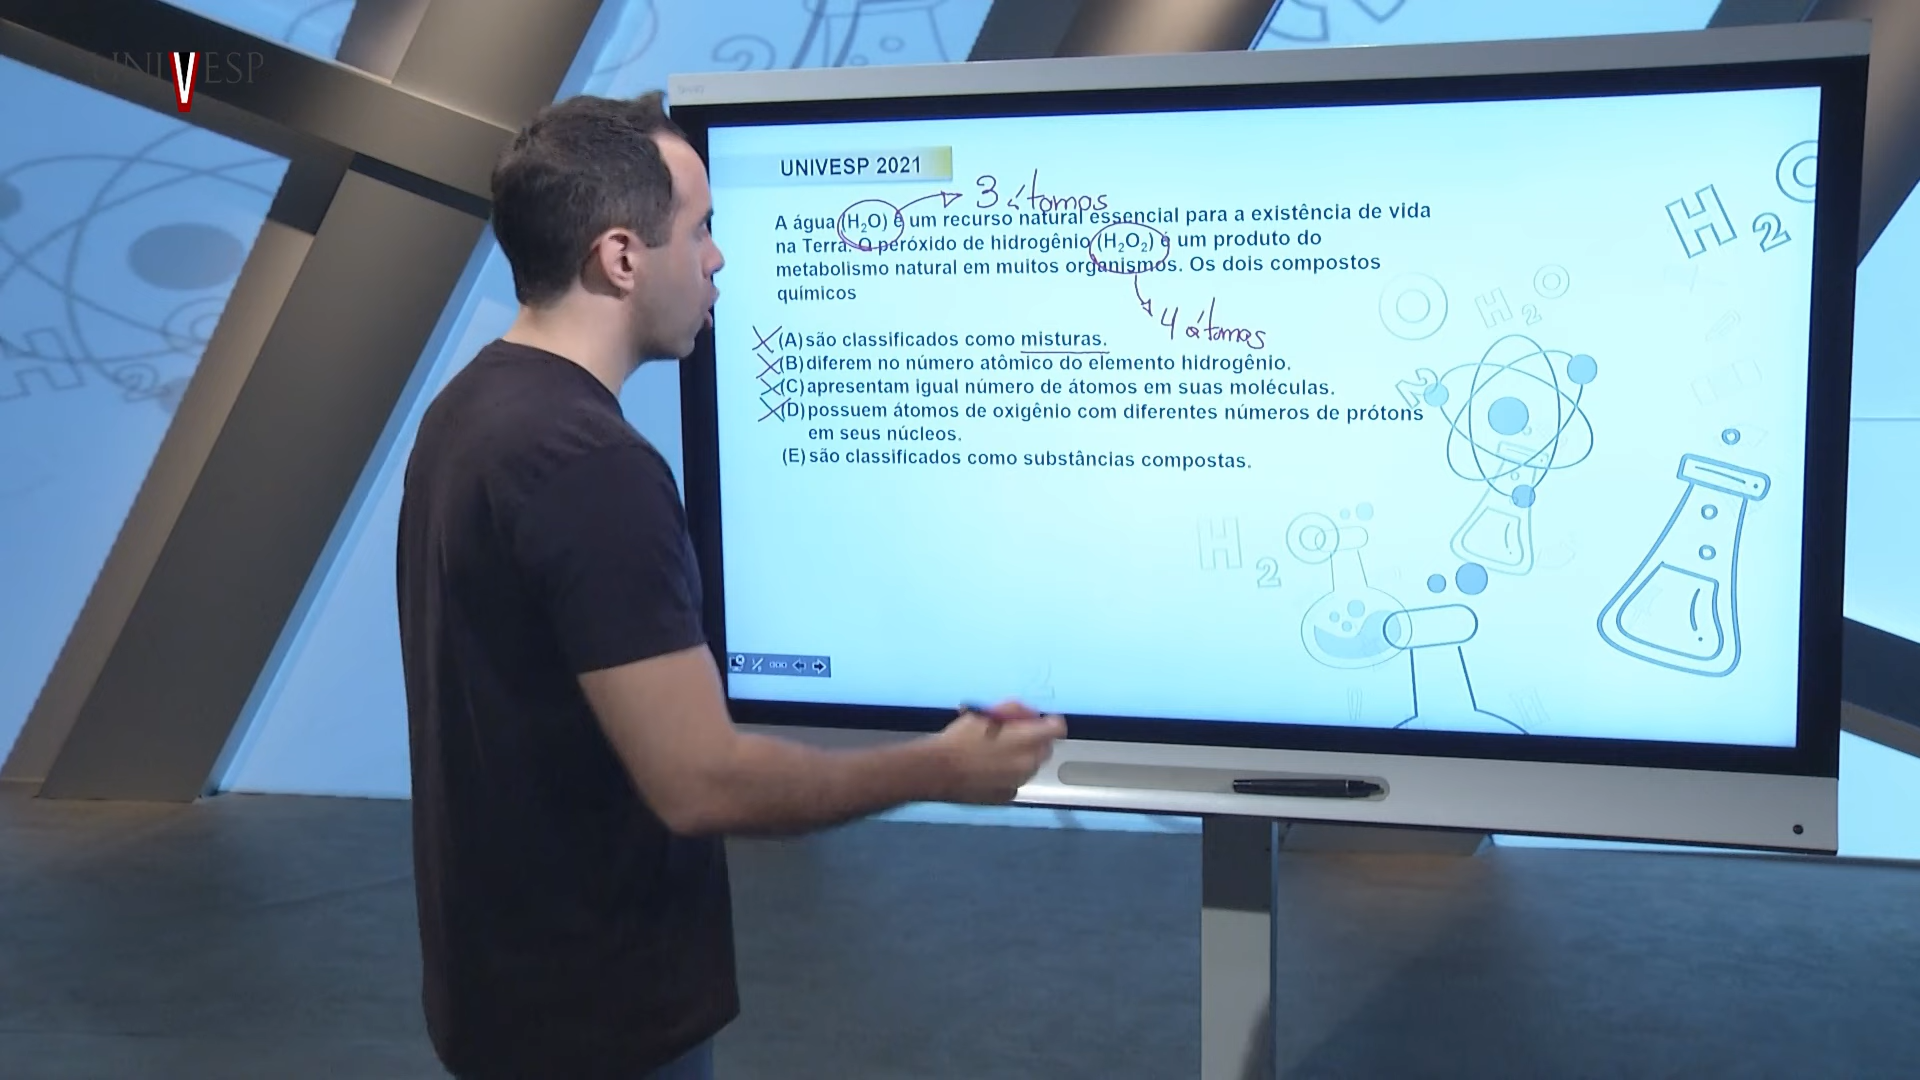 UNIVESP
UNIVESP 2021
3 átomos
A água (H₂O) é um recurso natural essencial para a existência de vida
na Terra. O peróxido de hidrogênio (H₂O₂) é um produto do
metabolismo natural em muitos organismos. Os dois compostos
químicos
4 átomos
(A) são classificados como misturas.
(B) diferem no número atômico do elemento hidrogênio.
(C) apresentam igual número de átomos em suas moléculas.
(D) possuem átomos de oxigênio com diferentes números de prótons
em seus núcleos.
(E) são classificados como substâncias compostas.
H₂O
H₂O
H₂O
H₂